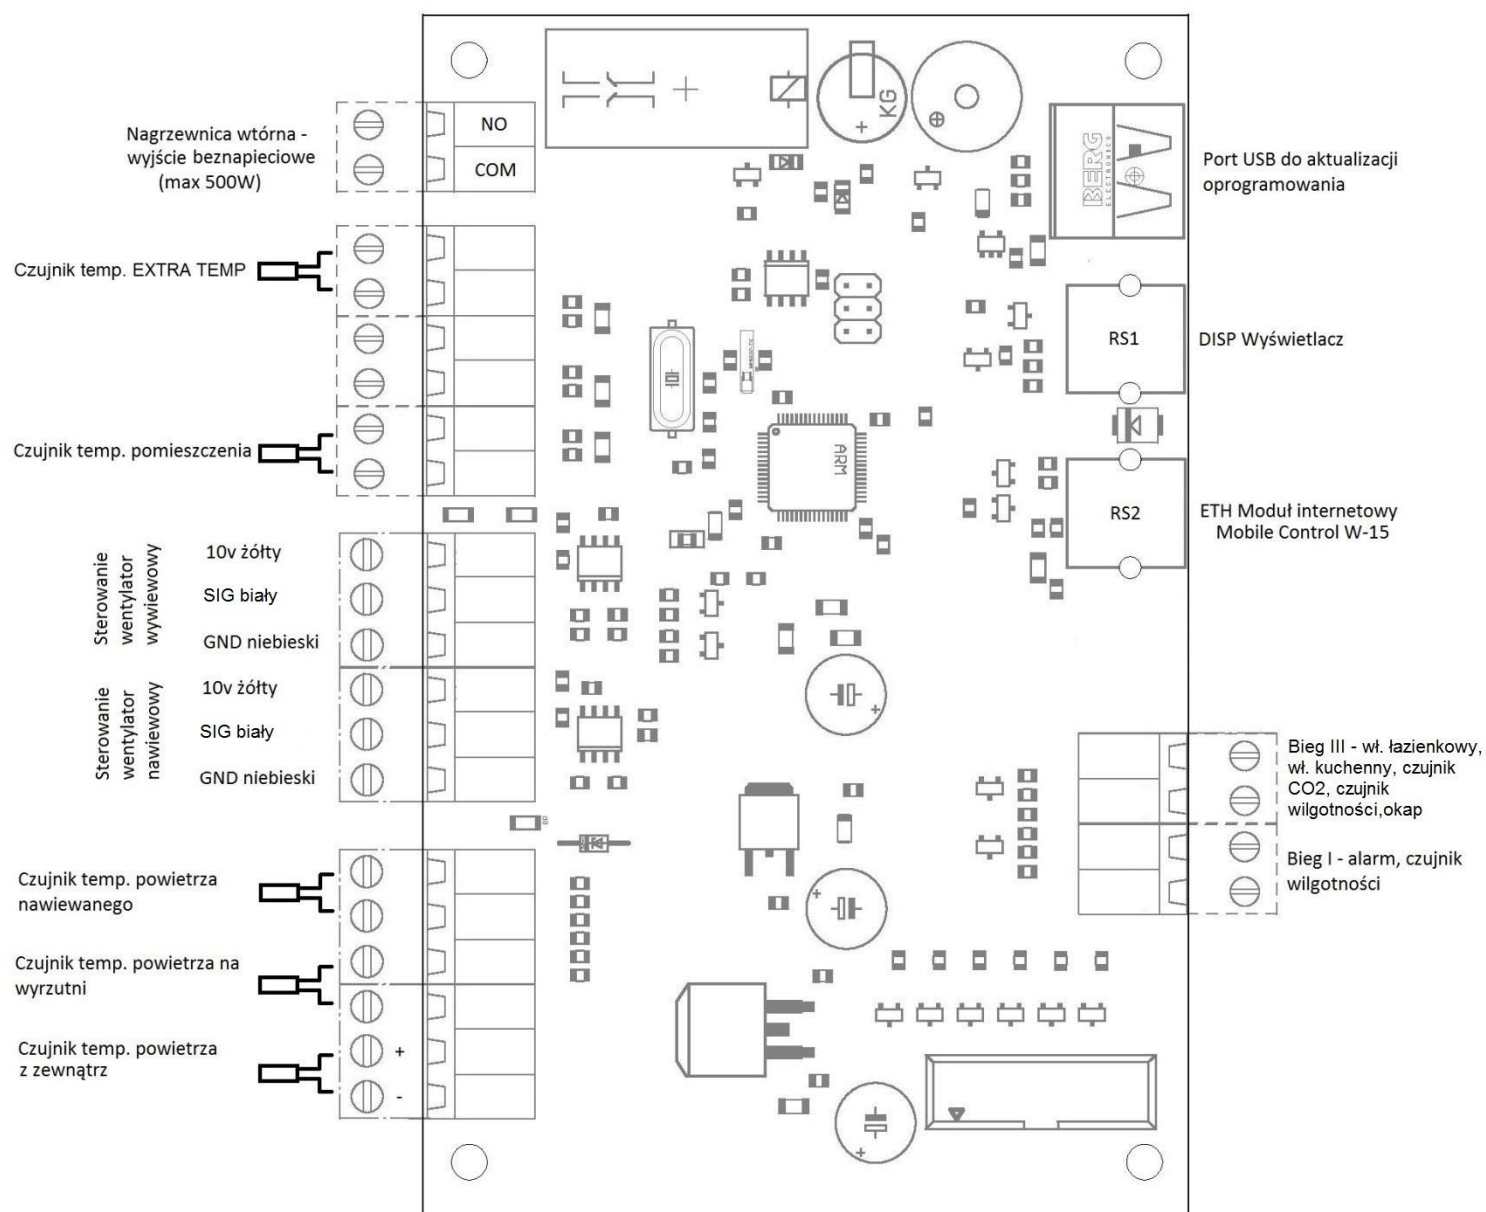 Nagrzewnica wtórna -
wyjście beznapieciowe
(max 500W)
NO
COM
KG
BERG
ELECTRONICS
Port USB do aktualizacji
oprogramowania
Czujnik temp. EXTRA TEMP
RS1
DISP Wyświetlacz
Czujnik temp. pomieszczenia
ARM
RS2
ETH Moduł internetowy
Mobile Control W-15
Sterowanie
wentylator
wywiewowy
10v żółty
SIG biały
GND niebieski
Sterowanie
wentylator
nawiewowy
10v żółty
SIG biały
GND niebieski
Bieg III - wł. łazienkowy,
wł. kuchenny, czujnik
CO2, czujnik
wilgotności,okap
Bieg I - alarm, czujnik
wilgotności
Czujnik temp. powietrza
nawiewanego
Czujnik temp. powietrza na
wyrzutni
Czujnik temp. powietrza
z zewnątrz
+
-